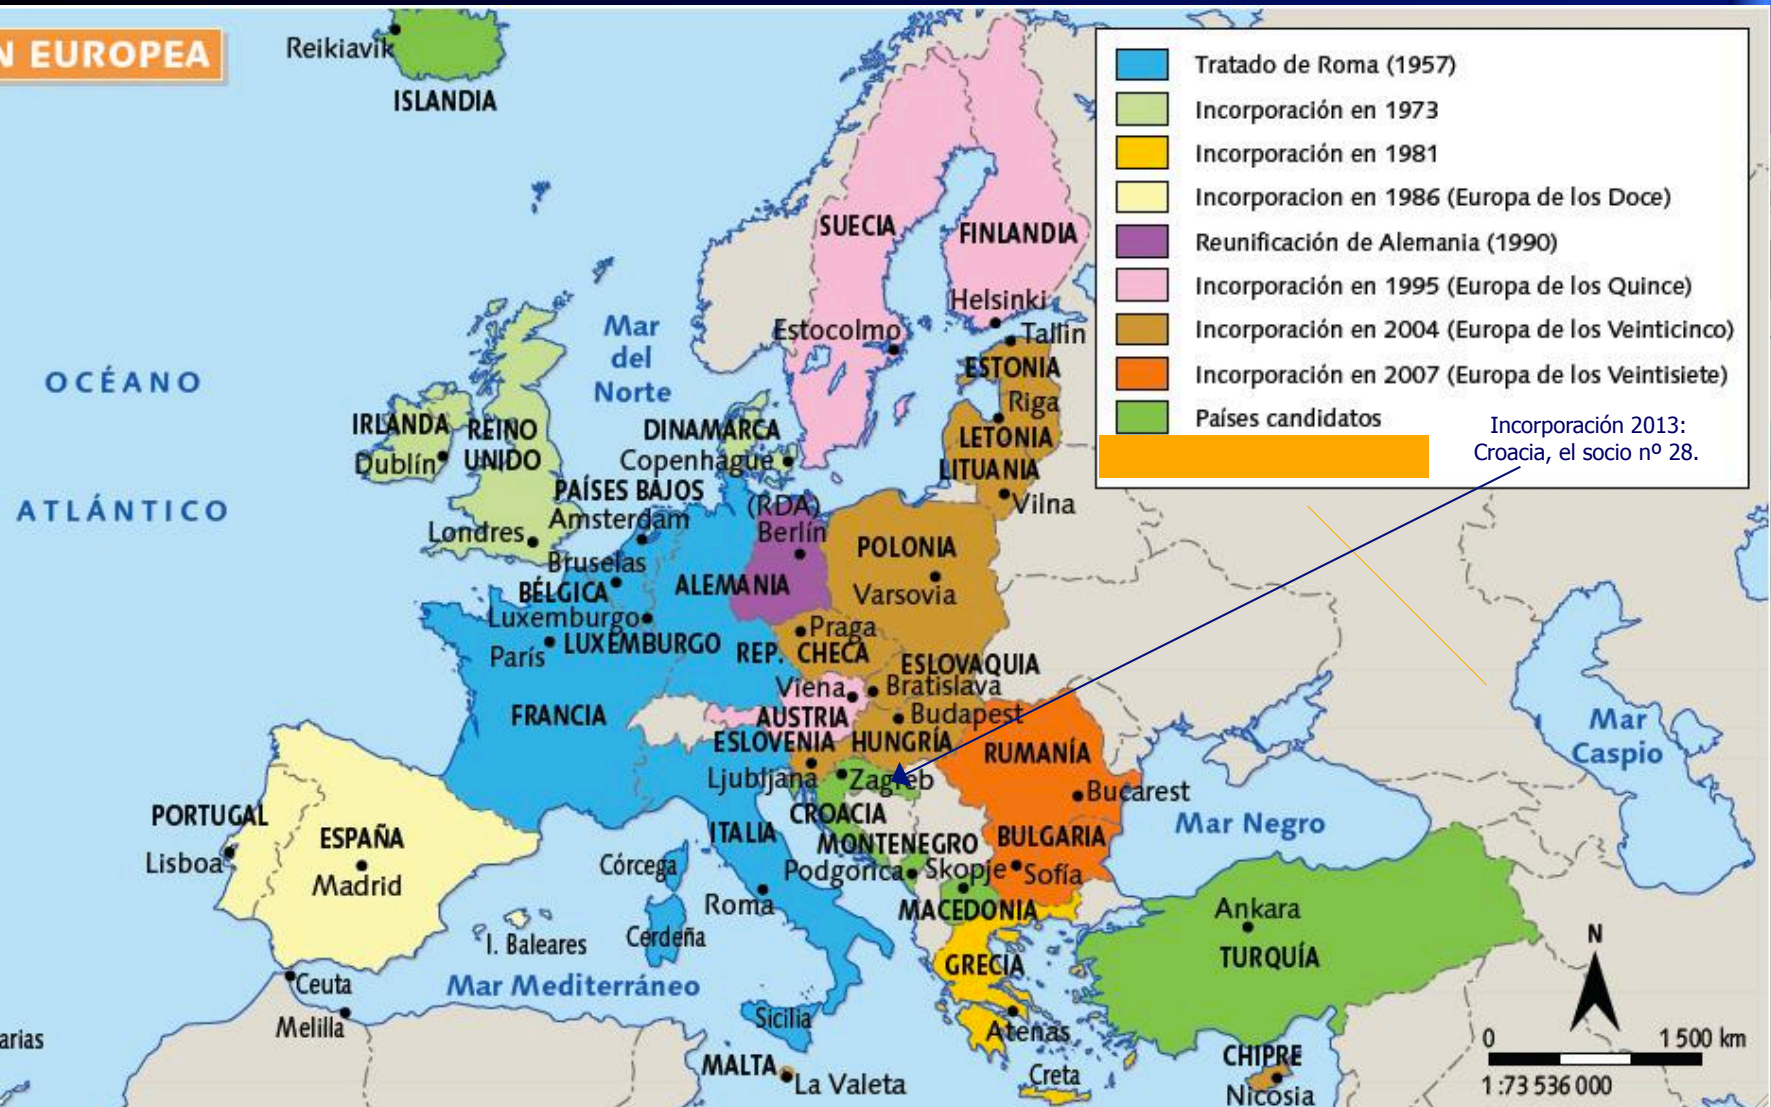 N EUROPEA
Reikiavik
ISLANDIA
Tratado de Roma (1957)
Incorporación en 1973
Incorporación en 1981
Incorporacion en 1986 (Europa de los Doce)
Reunificación de Alemania (1990)
Incorporación en 1995 (Europa de los Quince)
Incorporación en 2004 (Europa de los Veinticinco)
Incorporación en 2007 (Europa de los Veintisiete)
Países candidatos
Incorporación 2013:
Croacia, el socio nº 28.
SUECIA
FINLANDIA
Helsinki
Estocolmo
Tallin
ESTONIA
Riga
LETONIA
LITUANIA
Vilna
Mar
del
Norte
OCÉANO
ATLÁNTICO
IRLANDA
Dublín
REINO
UNIDO
Londres
DINAMARCA
Copenhague
PAÍSES BAJOS
Amsterdam
(RDA)
Berlín
Bruselas
BÉLGICA
ALEMANIA
POLONIA
Varsovia
Luxemburgo
LUXEMBURGO
París
Praga
REP. CHECA
ESLOVAQUIA
Viena
Bratislava
FRANCIA
AUSTRIA
Budapest
ESLOVENIA
HUNGRÍA
RUMANÍA
Ljubljana
Zagreb
Bucarest
CROACIA
Mar
Caspio
Mar Negro
PORTUGAL
Lisboa
ESPAÑA
Madrid
ITALIA
MONTENEGRO
BULGARIA
Córcega
Podgorica
Skopje
Sofía
Roma
MACEDONIA
Ankara
TURQUÍA
I. Baleares
Cerdeña
GRECIA
Ceuta
Mar Mediterráneo
Melilla
Sicilia
Atenas
arias
MALTA
La Valeta
Creta
CHIPRE
Nicosia
N
0 1 500 km
1 :73 536 000